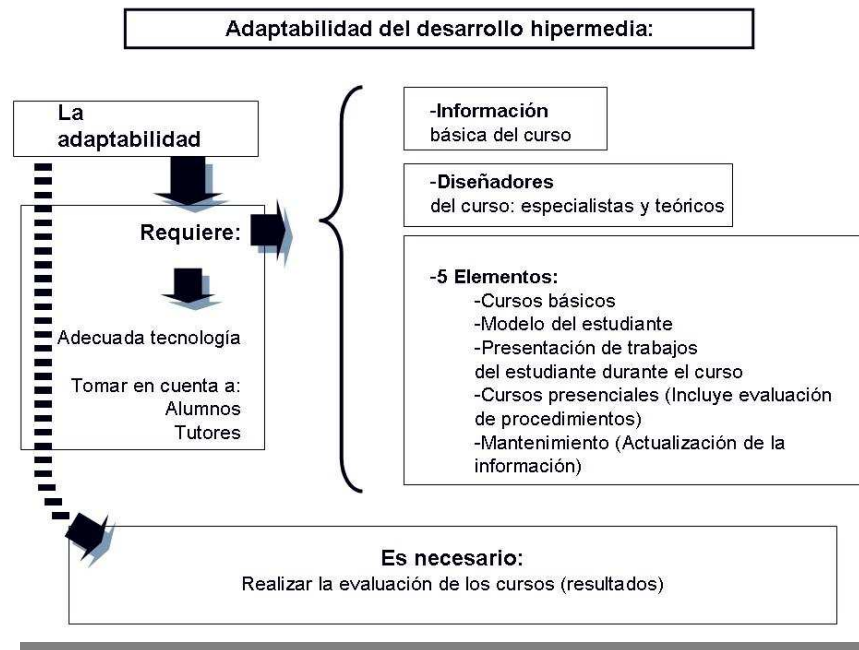 Adaptabilidad del desarrollo hipermedia:
La
adaptabilidad
Requiere:
Adecuada tecnología
Tomar en cuenta a:
Alumnos
Tutores
-Información
básica del curso
-Diseñadores
del curso: especialistas y teóricos
-5 Elementos:
-Cursos básicos
-Modelo del estudiante
-Presentación de trabajos
del estudiante durante el curso
-Cursos presenciales (Incluye evaluación
de procedimientos)
-Mantenimiento (Actualización de la
información)
Es necesario:
Realizar la evaluación de los cursos (resultados)